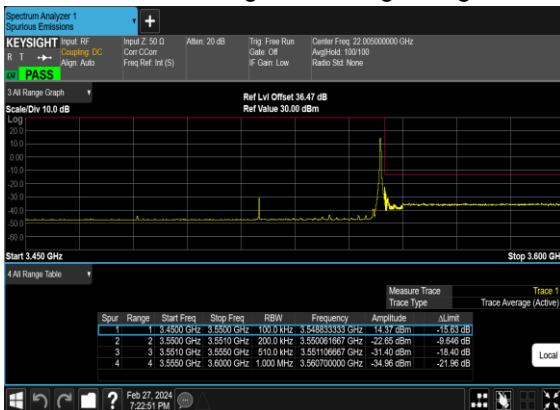 Spectrum Analyzer 1
Spurious Emissions
KEYSIGHT Input: RF Input Z: 50 Ω Atten: 20 dB Trig: Free Run Center Freq: 22.005000000 GHz
R T Coupling: DC Corr CCorr Gate: Off Avg|Hold: 100/100
Align: Auto Freq Ref: Int (S) IF Gain: Low Radio Std: None
PASS
3 All Range Graph
Ref Lvl Offset 36.47 dB
Scale/Div 10.0 dB Ref Value 30.00 dBm
Log
20.0
10.0
0.00
-10.0
-20.0
-30.0
-40.0
-50.0
-60.0
Start 3.450 GHz Stop 3.600 GH
4 All Range Table
Measure Trace Trace 1
Trace Type Trace Average (Active)
Spur Range Start Freq Stop Freq RBW Frequency Amplitude ΔLimit
1 1 3.4500 GHz 3.5500 GHz 100.0 kHz 3.548833333 GHz 14.37 dBm -15.63 dB
2 2 3.5500 GHz 3.5510 GHz 200.0 kHz 3.550061667 GHz -22.65 dBm -9.646 dB
3 3 3.5510 GHz 3.5550 GHz 510.0 kHz 3.551106667 GHz -31.40 dBm -18.40 dB
4 4 3.5550 GHz 3.6000 GHz 1.000 MHz 3.560700000 GHz -34.96 dBm -21.96 dB
Local
Feb 27, 2024
7:22:51 PM